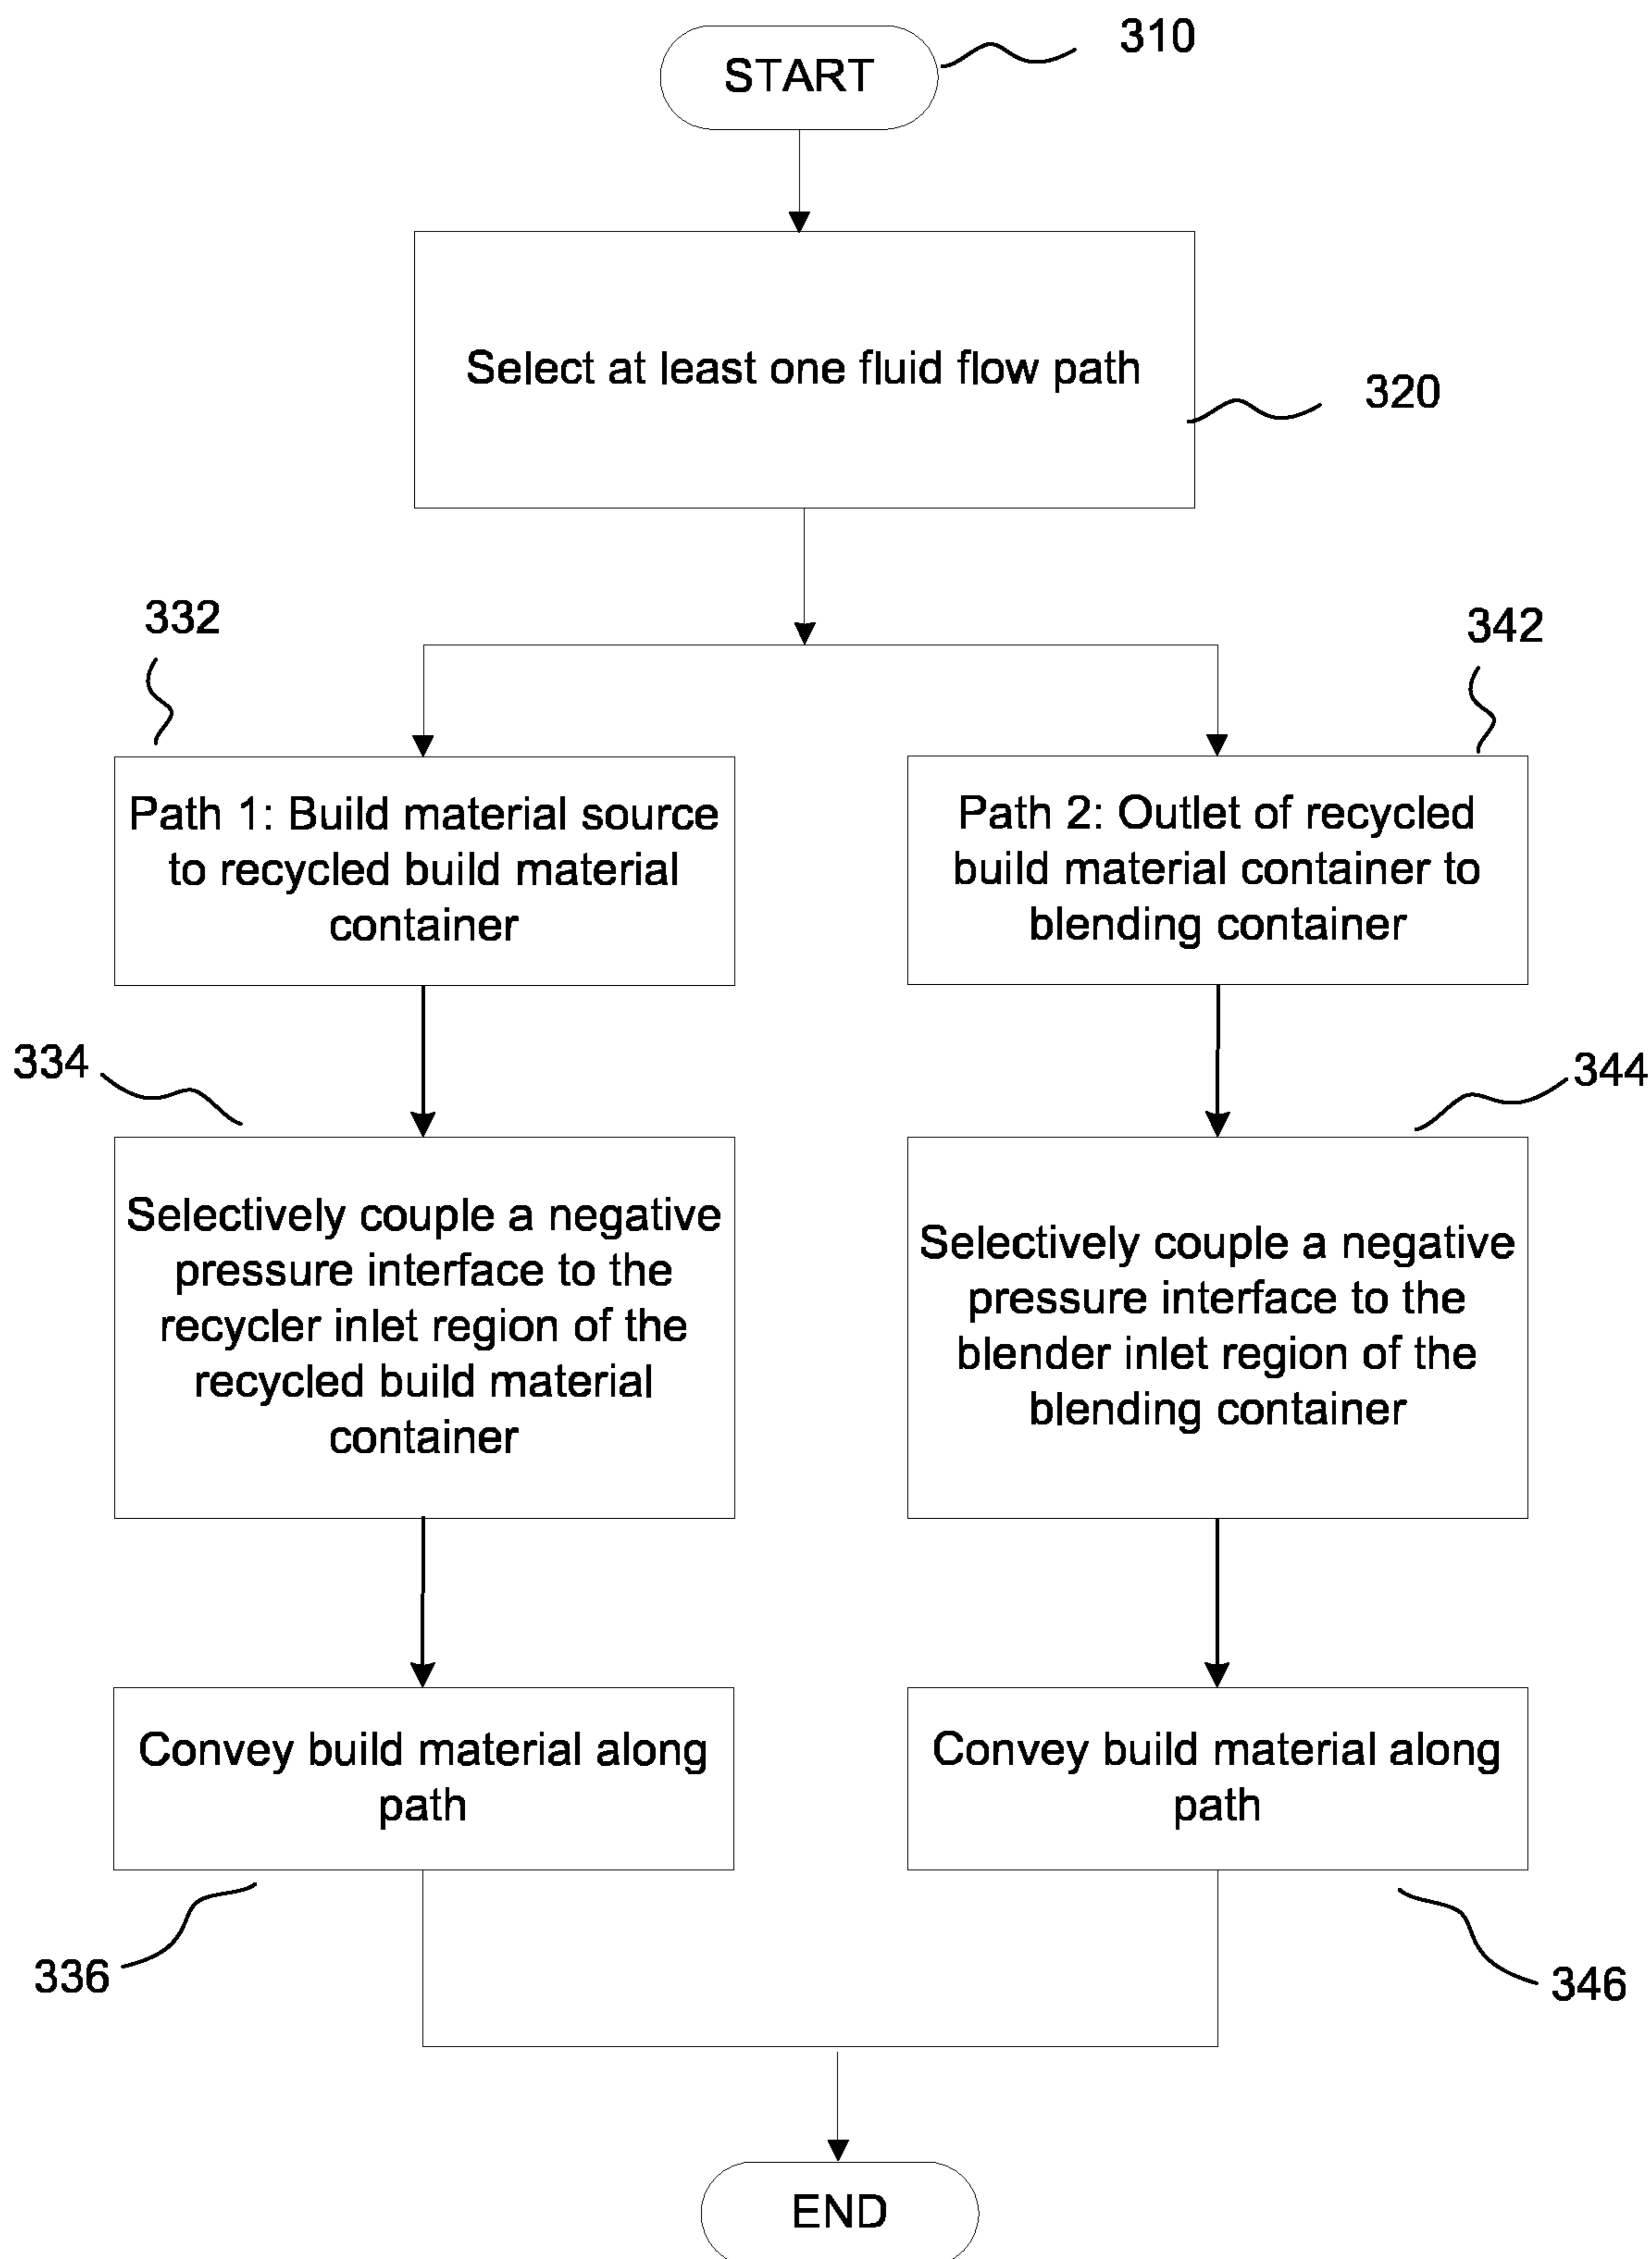 START
310
Select at least one fluid flow path
320
332
342
Path 1: Build material source
to recycled build material
container
Path 2: Outlet of recycled
build material container to
blending container
334
344
Selectively couple a negative
pressure interface to the
recycler inlet region of the
recycled build material
container
Selectively couple a negative
pressure interface to the
blender inlet region of the
blending container
Convey build material along
path
Convey build material along
path
336
346
END